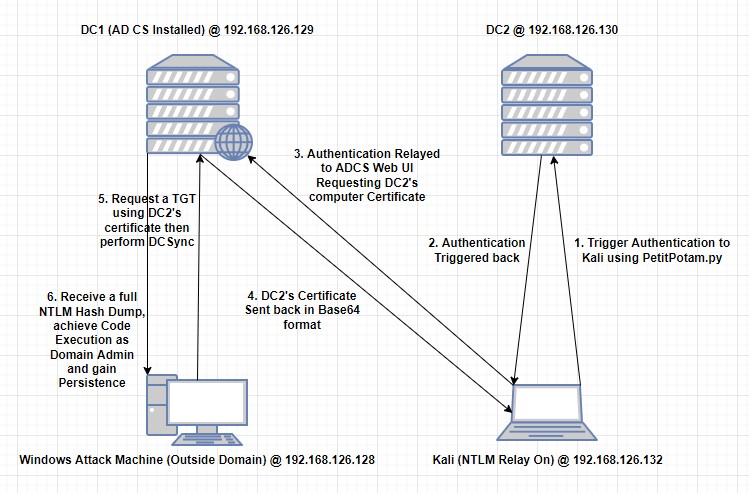 DC1 (AD CS Installed) @ 192.168.126.129
DC2 @ 192.168.126.130
3. Authentication Relayed
to ADCS Web UI
Requesting DC2's
computer Certificate
5. Request a TGT
using DC2's
certificate then
perform DCSync
2. Authentication
Triggered back
1. Trigger Authentication to
Kali using PetitPotam.py
6. Receive a full
NTLM Hash Dump,
achieve Code
Execution as
Domain Admin
and gain
Persistence
4. DC2's Certificate
Sent back in Base64
format
Windows Attack Machine (Outside Domain) @ 192.168.126.128
Kali (NTLM Relay On) @ 192.168.126.132